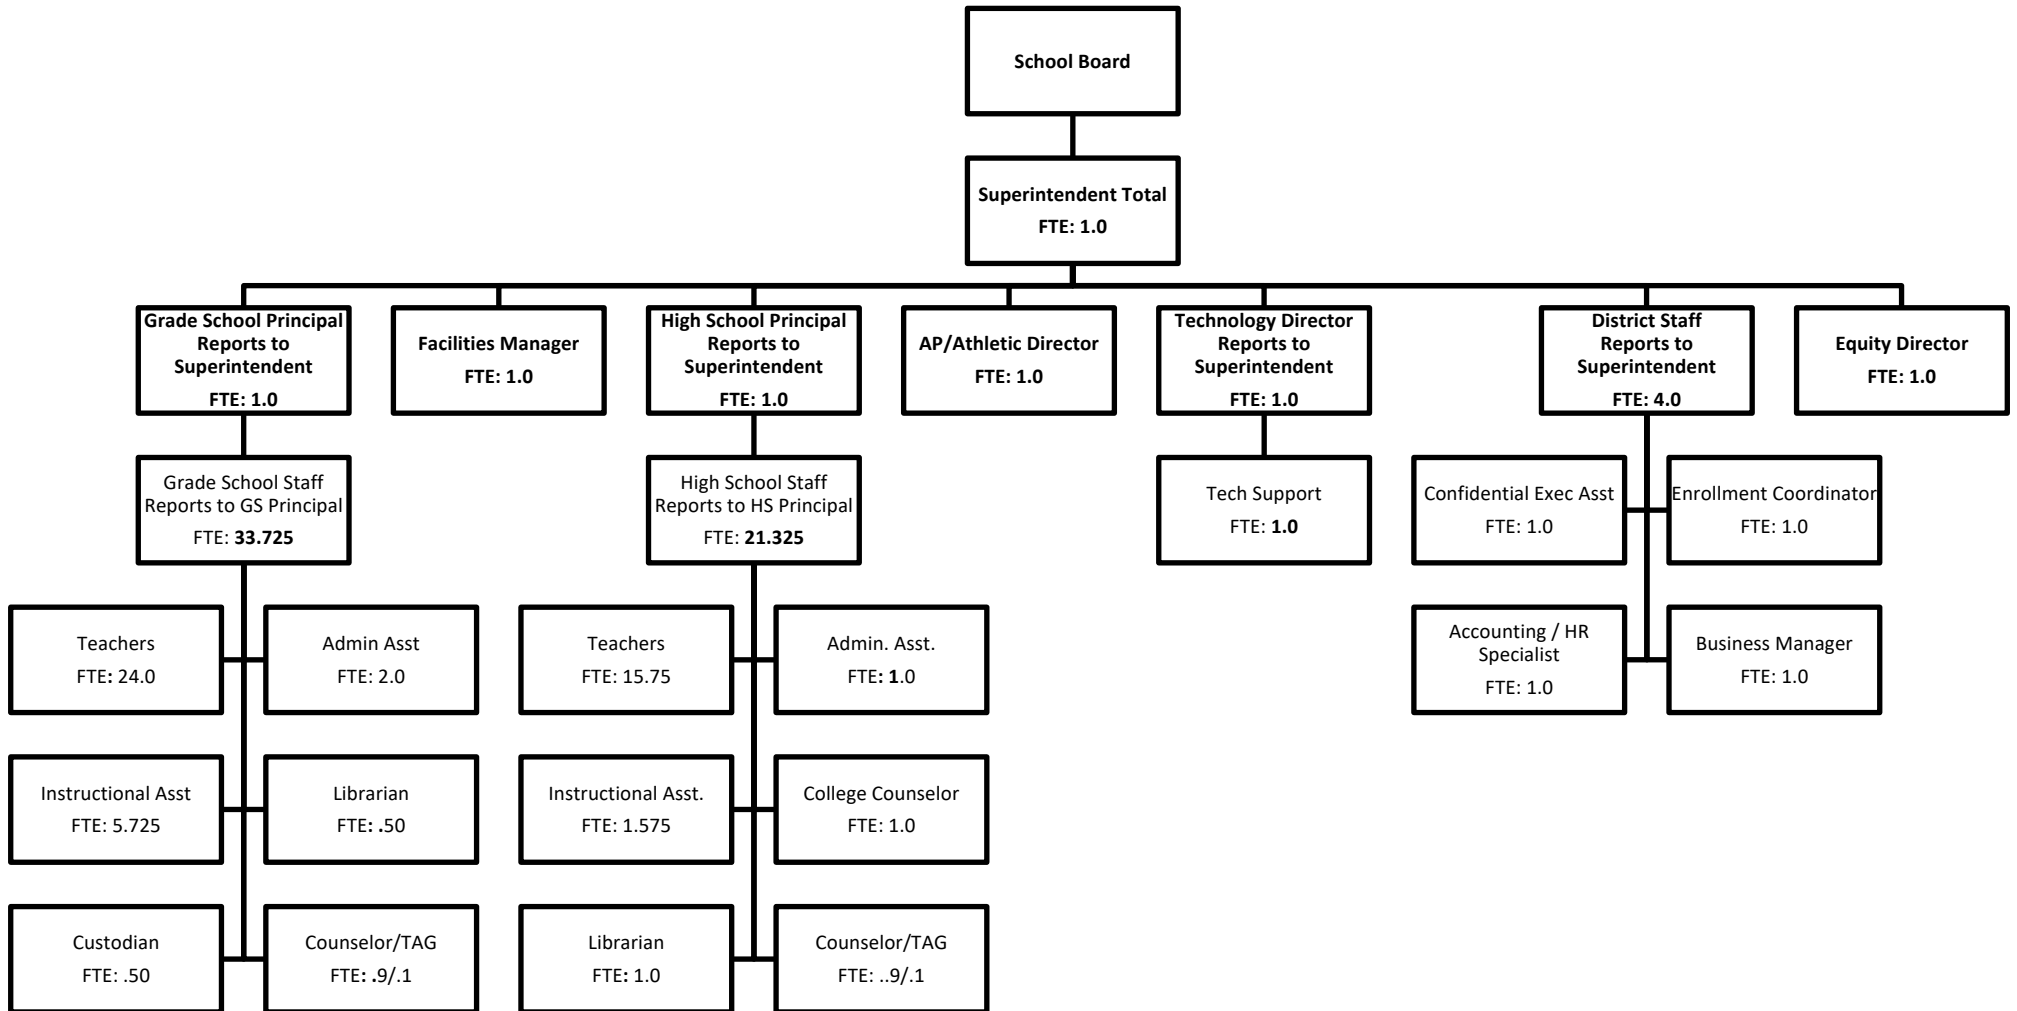 School Board
Superintendent Total
FTE: 1.0
Grade School Principal
Reports to
Superintendent
FTE: 1.0
Facilities Manager
FTE: 1.0
High School Principal
Reports to
Superintendent
FTE: 1.0
AP/Athletic Director
FTE: 1.0
Technology Director
Reports to
Superintendent
FTE: 1.0
District Staff
Reports to
Superintendent
FTE: 4.0
Equity Director
FTE: 1.0
Grade School Staff
Reports to GS Principal
FTE: 33.725
High School Staff
Reports to HS Principal
FTE: 21.325
Tech Support
FTE: 1.0
Confidential Exec Asst
FTE: 1.0
Enrollment Coordinator
FTE: 1.0
Teachers
FTE: 24.0
Admin Asst
FTE: 2.0
Teachers
FTE: 15.75
Admin. Asst.
FTE: 1.0
Accounting / HR
Specialist
FTE: 1.0
Business Manager
FTE: 1.0
Instructional Asst
FTE: 5.725
Librarian
FTE: .50
Instructional Asst.
FTE: 1.575
College Counselor
FTE: 1.0
Custodian
FTE: .50
Counselor/TAG
FTE: .9/.1
Librarian
FTE: 1.0
Counselor/TAG
FTE: ..9/.1